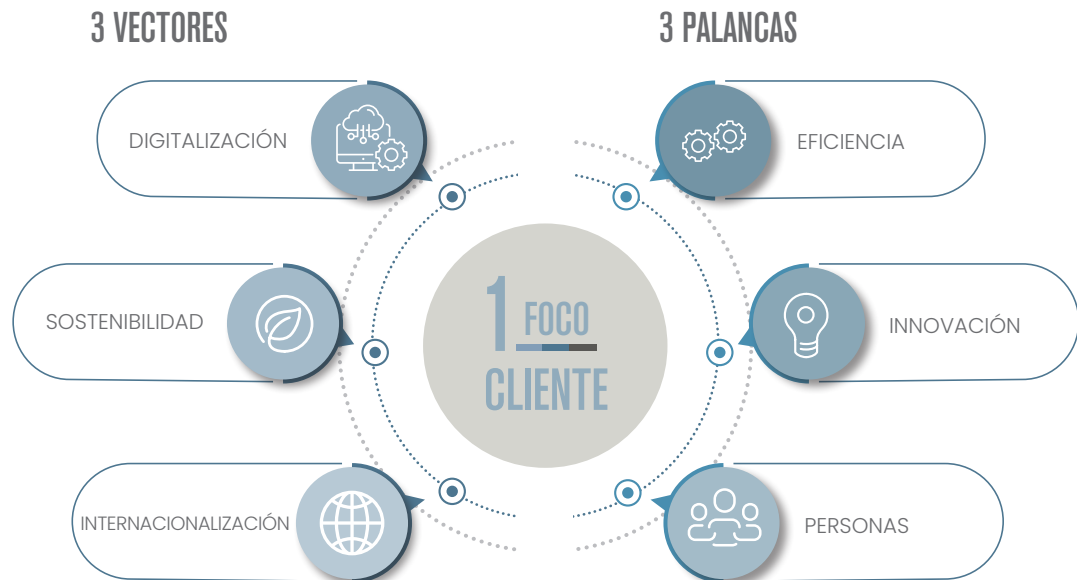 3 VECTORES
DIGITALIZACIÓN
SOSTENIBILIDAD
INTERNACIONALIZACIÓN
1 FOCO
CLIENTE
3 PALANCAS
EFICIENCIA
INNOVACIÓN
PERSONAS